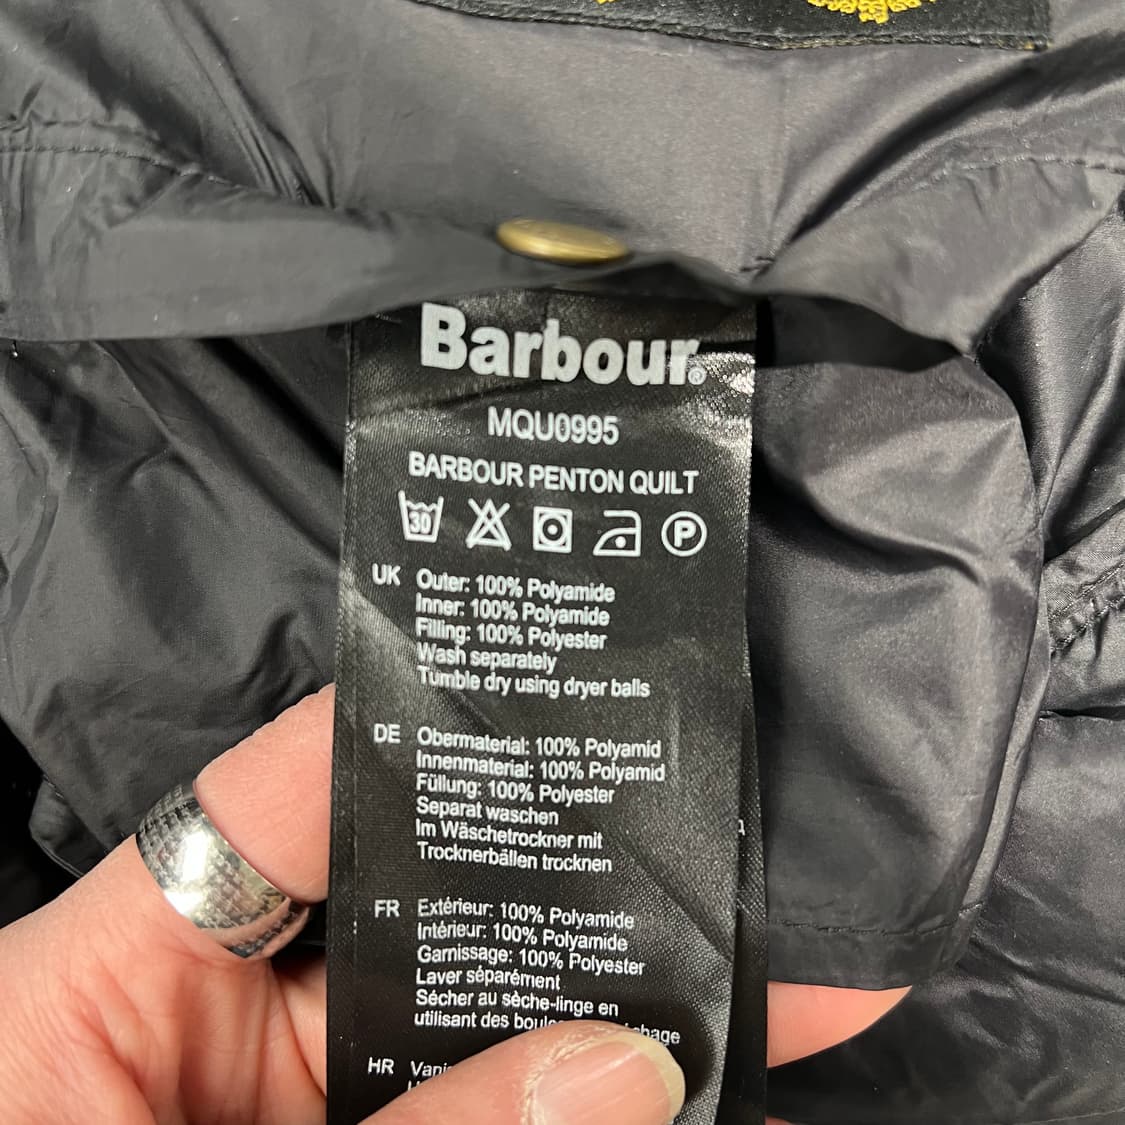 Barbour®
MQU0995
BARBOUR PENTON QUILT
30
P
UK Outer: 100% Polyamide
Inner: 100% Polyamide
Filling: 100% Polyester
Wash separately
Tumble dry using dryer balls
DE Obermaterial: 100% Polyamid
Innenmaterial: 100% Polyamid
Füllung: 100% Polyester
Separat waschen
Im Wäschetrockner mit
Trocknerbällen trocknen
FR Extérieur: 100% Polyamide
Intérieur: 100% Polyamide
Garnissage: 100% Polyester
Laver séparément
Sécher au sèche-linge en
utilisant des
HR